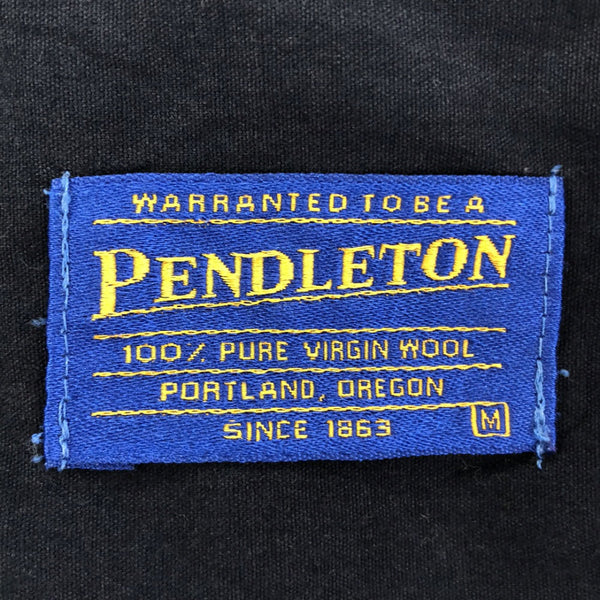 WARRANTED TO BE A
PENDLETON
100% PURE VIRGIN WOOL
PORTLAND, OREGON
SINCE 1863
M